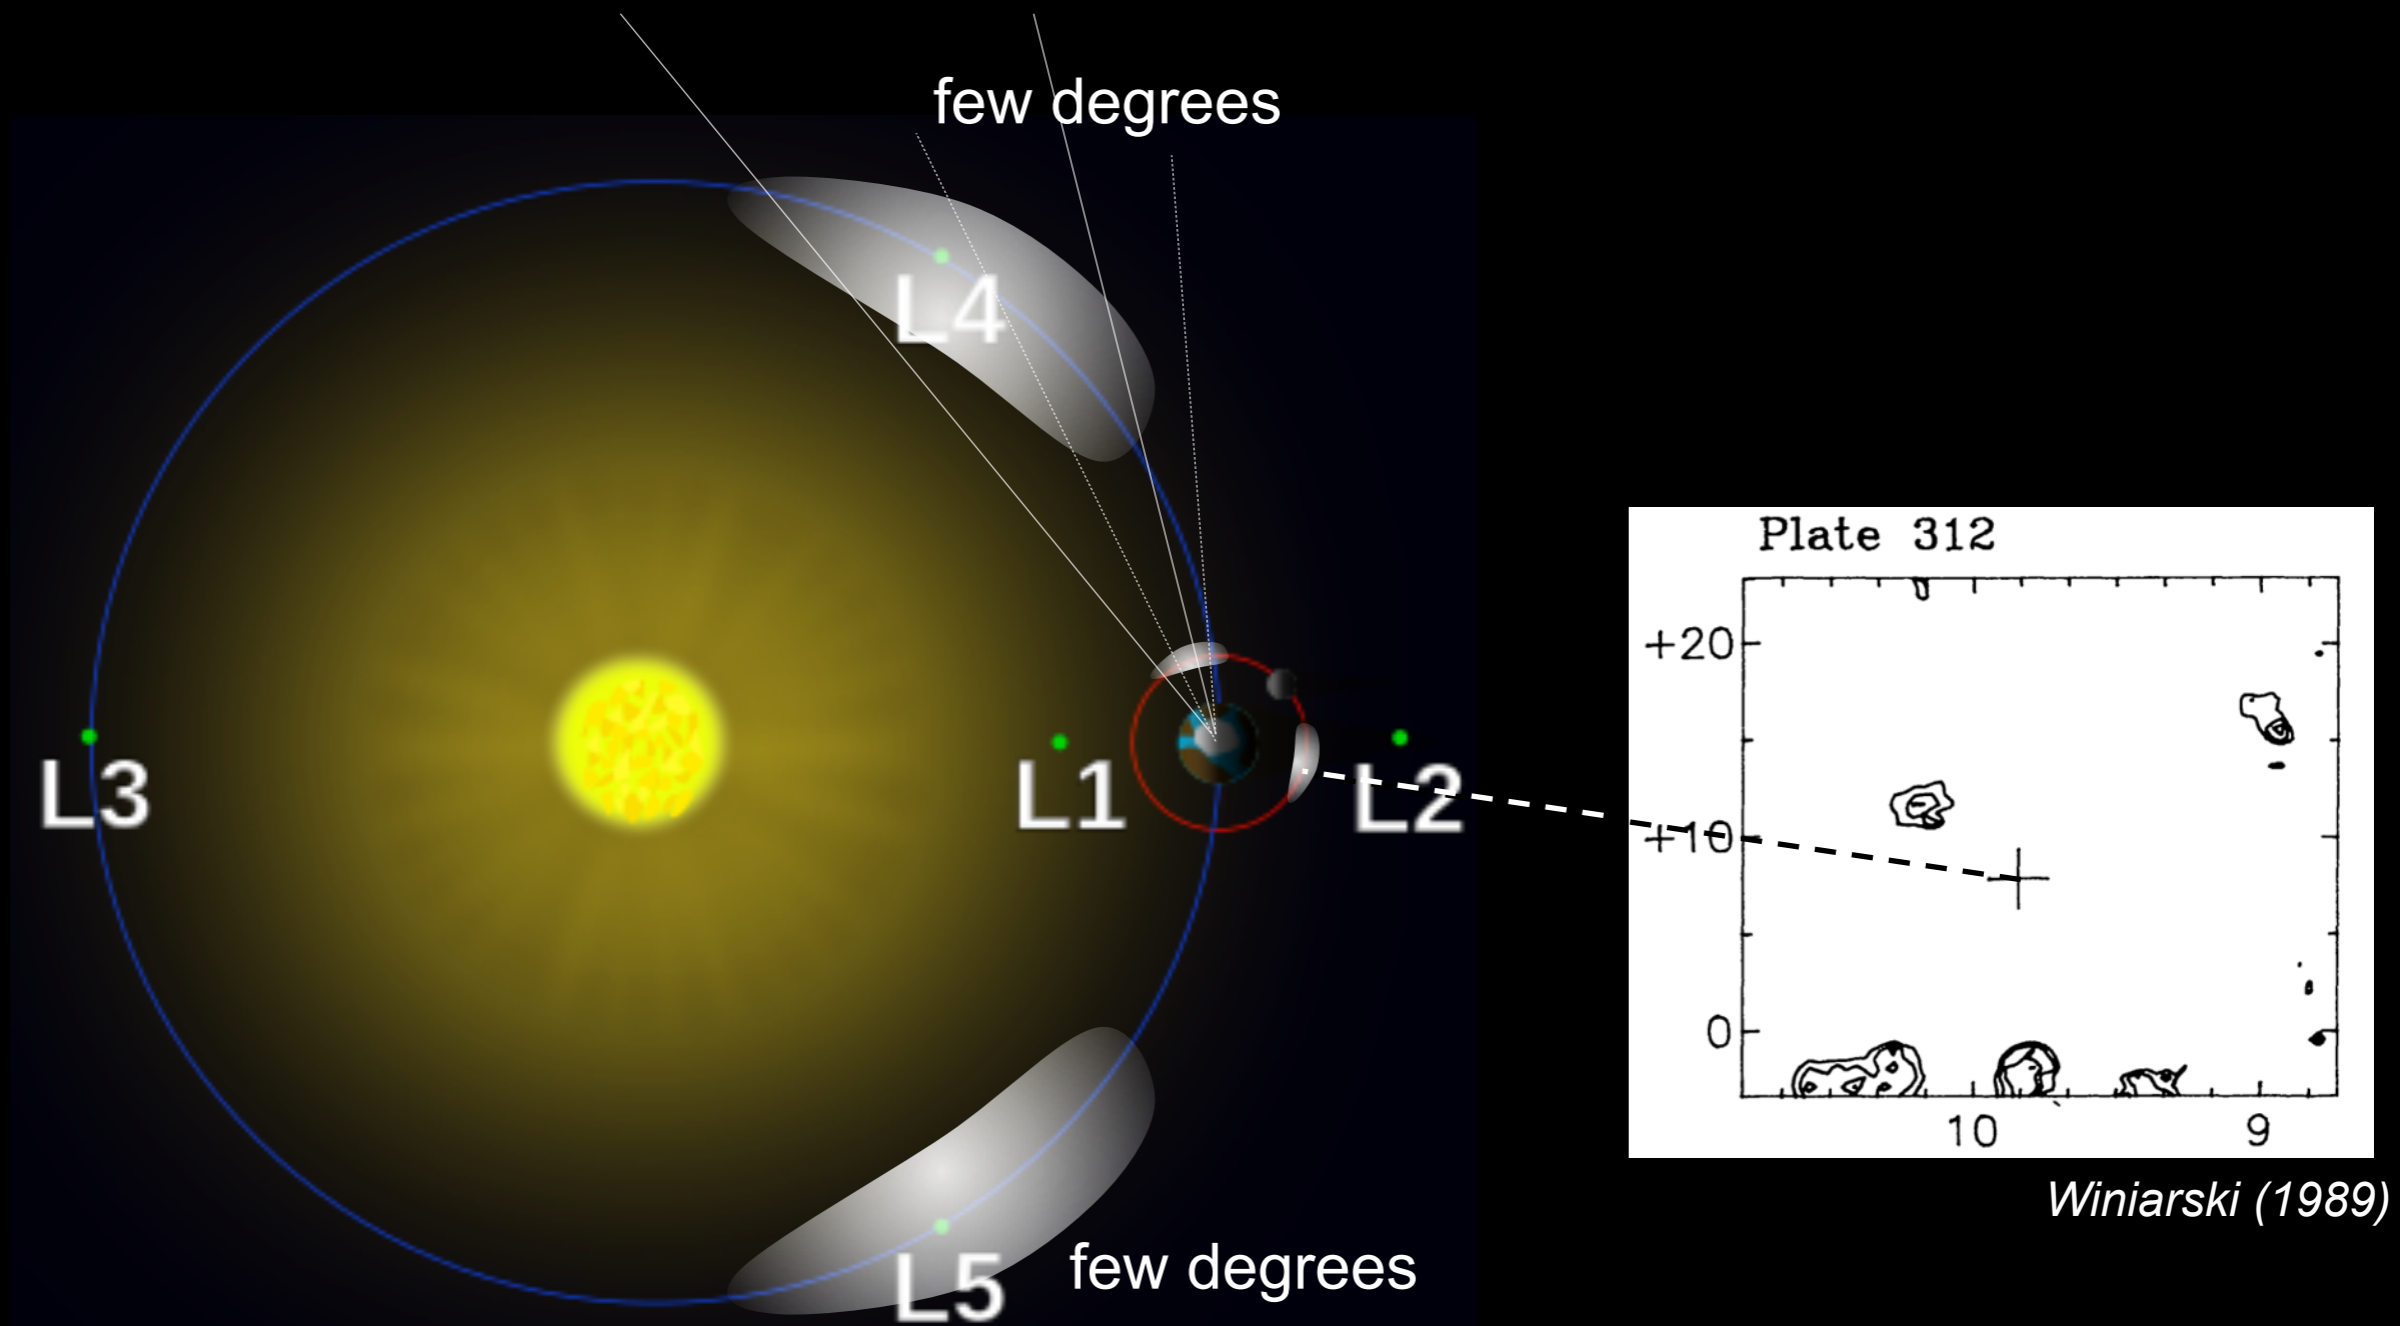 few degrees
L4
L3
L1
L2
L5
few degrees
Plate 312
+20
+10
0
10
9
Winiarski (1989)